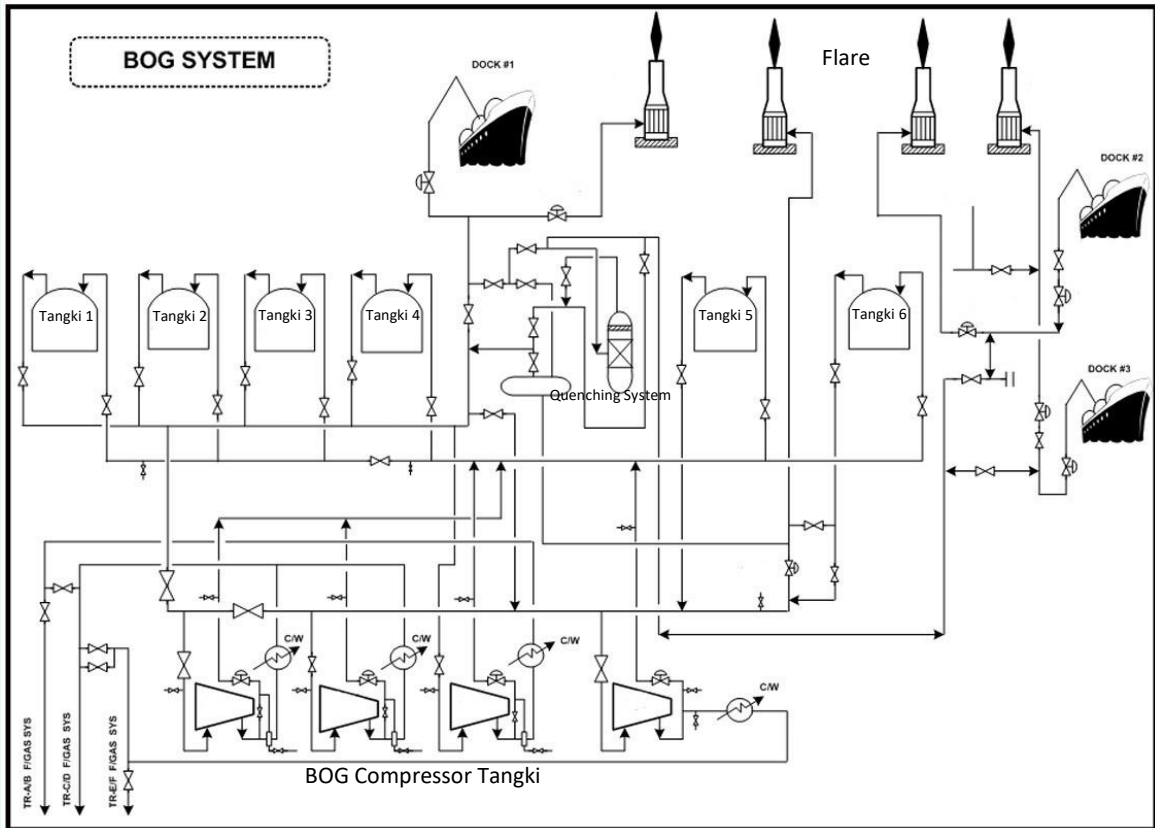 BOG SYSTEM
DOCK #1
Flare
DOCK #2
Tangki 1
Tangki 2
Tangki 3
Tangki 4
Tangki 5
Tangki 6
DOCK #3
Quenching System
C/W
C/W
C/W
C/W
TR-A/B F/GAS SYS
TR-C/D F/GAS SYS
TR-E/F F/GAS SYS
BOG Compressor Tangki